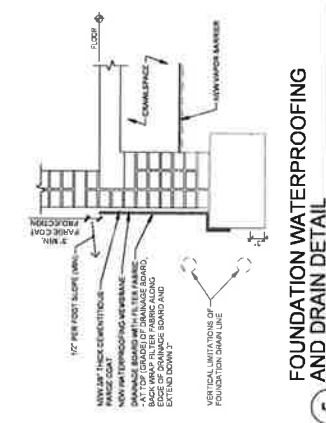 FLOOR
3" MIN.
PARGE COAT
PROJECTION
1/2" PER FOOT SLOPE (MIN)
CRAWLSPACE
NEW VAPOR BARRIER
NEW 3/8" THICK CEMENTITIOUS
PARGE COAT
NEW WATERPROOFING MEMBRANE
DRAINAGE BOARD WITH FILTER FABRIC
- AT TOP (GRADE) OF DRAINAGE BOARD,
BACK WRAP FILTER FABRIC ALONG
EDGE OF DRAINAGE BOARD AND
EXTEND DOWN 3"
VERTICAL LIMITATIONS OF
FOUNDATION DRAIN LINE
FOUNDATION WATERPROOFING
AND DRAIN DETAIL